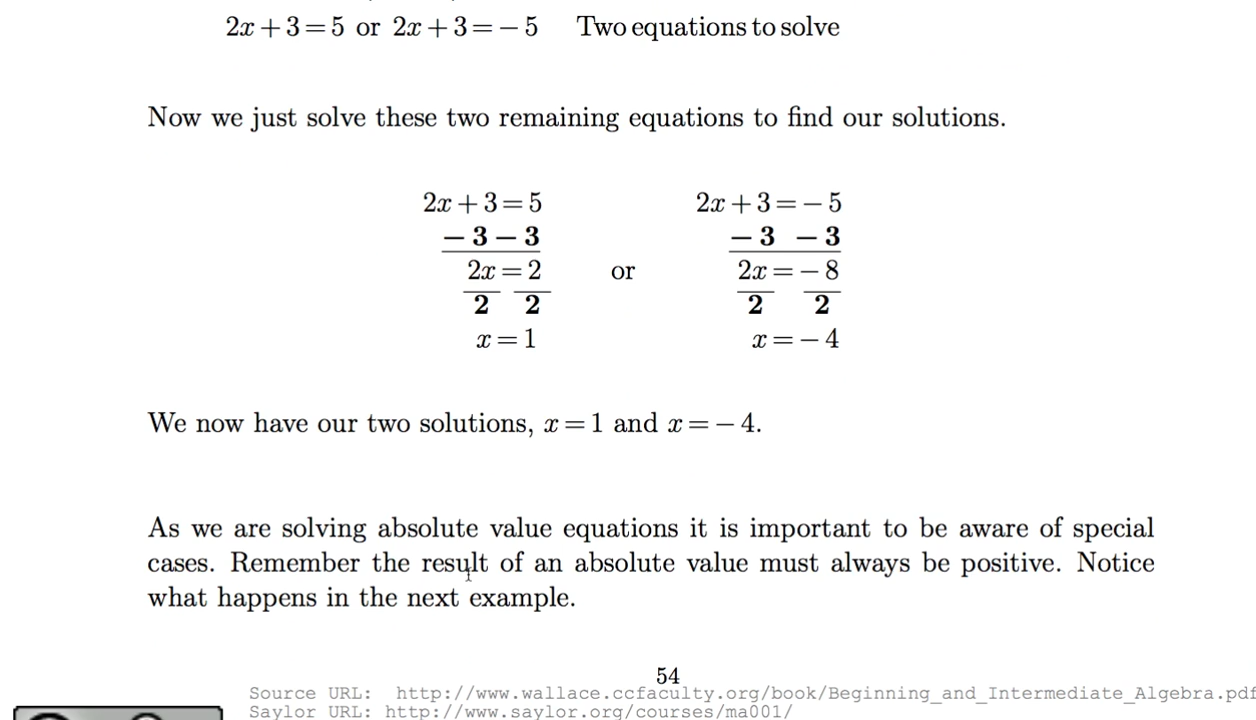 2x + 3 = 5 or 2x + 3 = − 5 Two equations to solve
Now we just solve these two remaining equations to find our solutions.
2x + 3 = 5 2x + 3 = − 5
− 3 − 3 − 3 − 3
2x = 2 or 2x = − 8
2 2 2 2
x = 1 x = − 4
We now have our two solutions, x = 1 and x = − 4.
As we are solving absolute value equations it is important to be aware of special
cases. Remember the result of an absolute value must always be positive. Notice
what happens in the next example.
54
Source URL: http://www.wallace.ccfaculty.org/book/Beginning_and_Intermediate_Algebra.pdf
Saylor URL: http://www.saylor.org/courses/ma001/